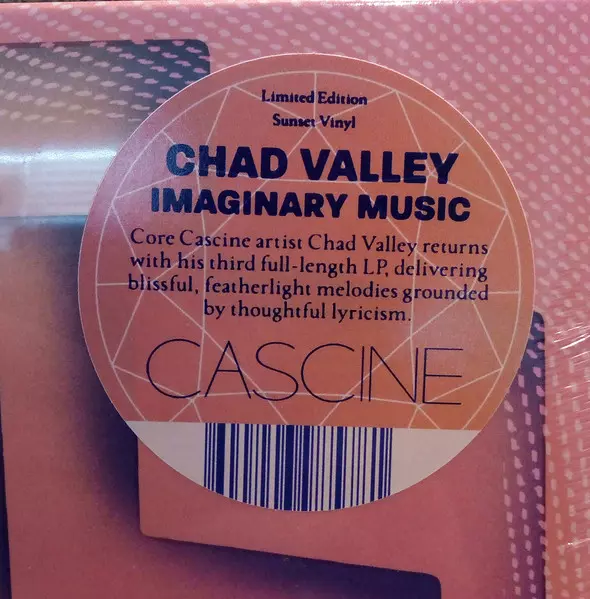 Limited Edition
Sunset Vinyl
CHAD VALLEY
IMAGINARY MUSIC
Core Cascine artist Chad Valley returns
with his third full-length LP, delivering
blissful, featherlight melodies grounded
by thoughtful lyricism.
CASCINE